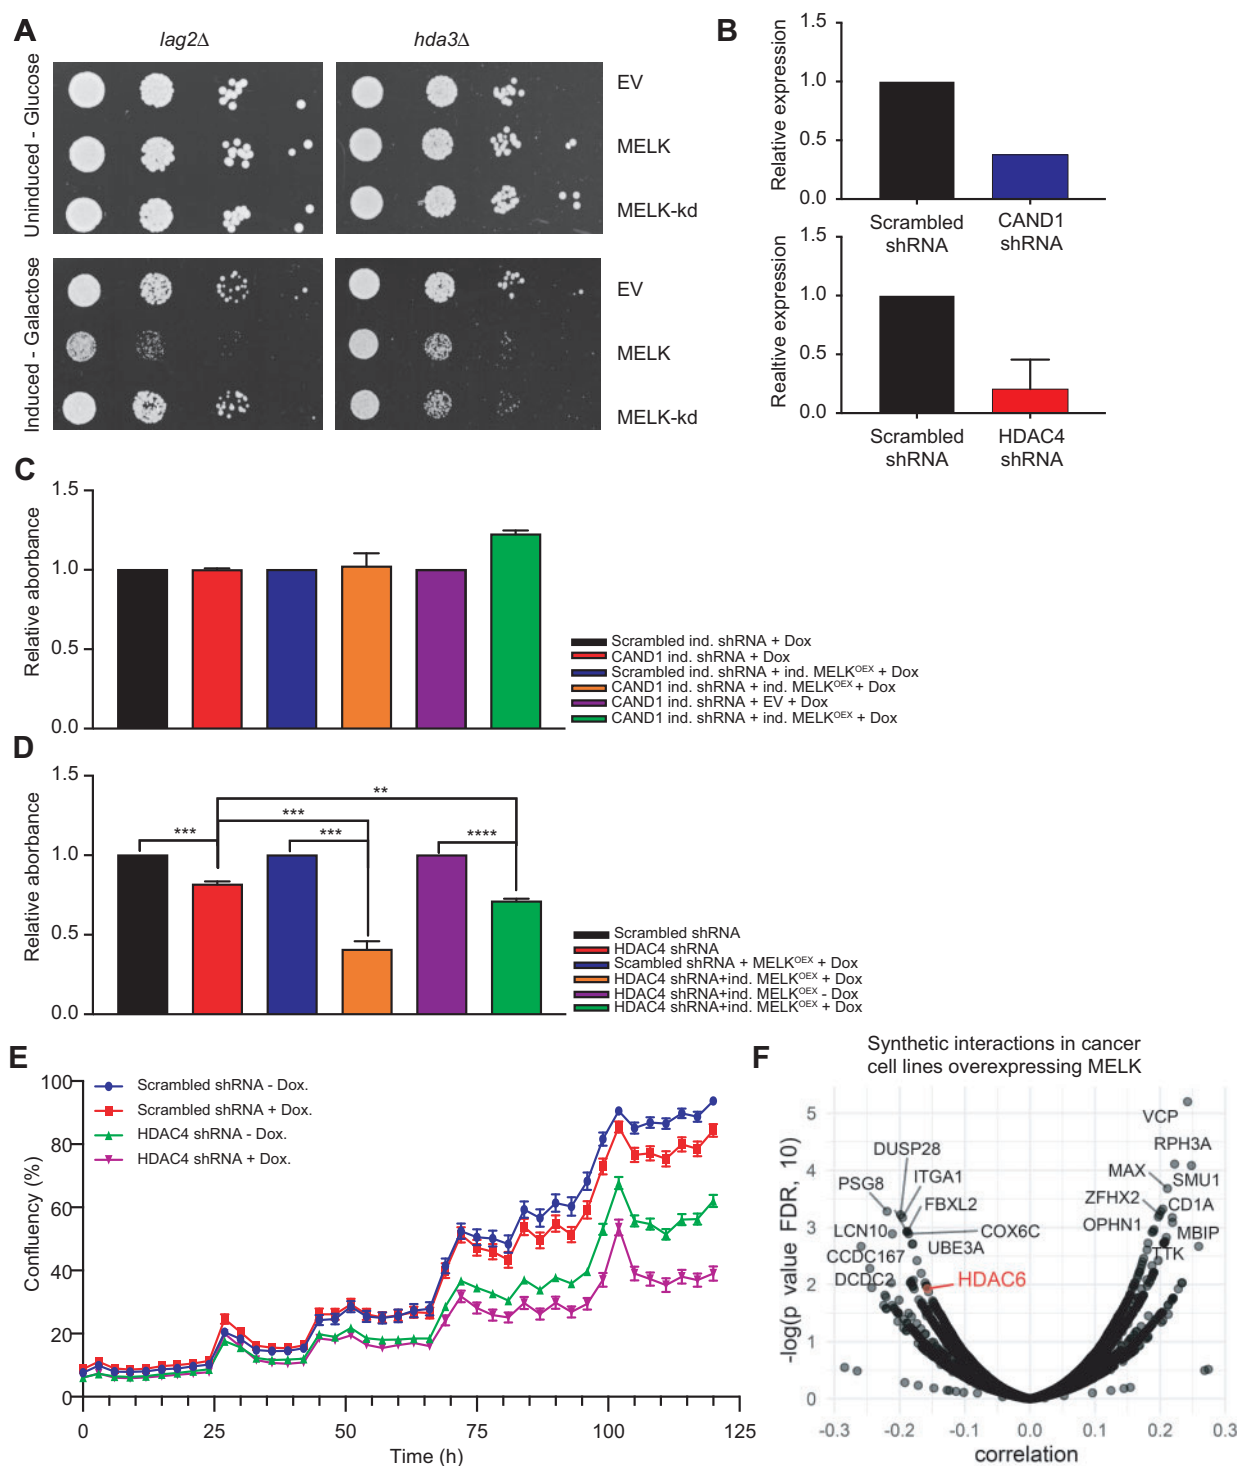 A
lag2Δ
hda3Δ
Uninduced - Glucose
EV
MELK
MELK-kd
Induced - Galactose
EV
MELK
MELK-kd
B
Relative expression
1.5
1.0
0.5
0.0
Scrambled
shRNA
CAND1
shRNA
Realtive expression
1.5
1.0
0.5
0.0
Scrambled
shRNA
HDAC4
shRNA
C
Relative absorbance
1.5
1.0
0.5
0.0
Scrambled ind. shRNA + Dox
CAND1 ind. shRNA + Dox
Scrambled ind. shRNA + ind. MELKOEX + Dox
CAND1 ind. shRNA + ind. MELKOEX + Dox
CAND1 ind. shRNA + EV + Dox
CAND1 ind. shRNA + ind. MELKOEX + Dox
D
Relative absorbance
1.5
1.0
0.5
0.0
**
***
***
***
****
Scrambled shRNA
HDAC4 shRNA
Scambled shRNA + MELKOEX + Dox
HDAC4 shRNA+ind. MELKOEX + Dox
HDAC4 shRNA+ind. MELKOEX - Dox
HDAC4 shRNA+ind. MELKOEX + Dox
E
Confluency (%)
100
80
60
40
20
0
Scrambled shRNA - Dox.
Scrambled shRNA + Dox.
HDAC4 shRNA - Dox.
HDAC4 shRNA + Dox.
0
25
50
75
100
125
Time (h)
F
Synthetic interactions in cancer
cell lines overexpressing MELK
-log(p value FDR, 10)
5
4
3
2
1
0
VCP
RPH3A
DUSP28
MAX
SMU1
ITGA1
PSG8
ZFHX2
CD1A
FBXL2
LCN10
COX6C
OPHN1
MBIP
UBE3A
CCDC167
TTK
DCDC2
HDAC6
-0.3
-0.2
-0.1
0.0
0.1
0.2
0.3
correlation